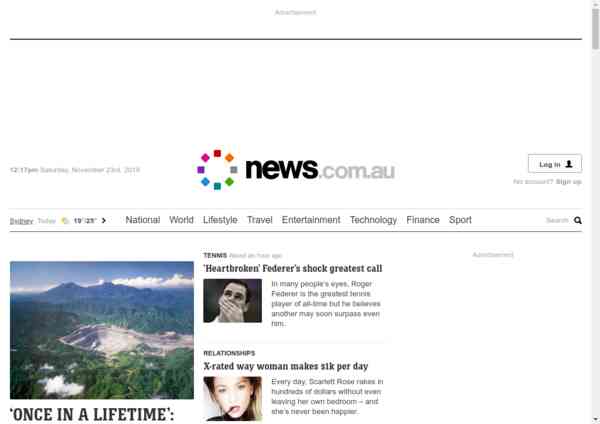 Advertisement
12:17pm Saturday, November 23rd, 2019
news.com.au
Log in
No account? Sign up
Sydney Today 19°/25°
National World Lifestyle Travel Entertainment Technology Finance Sport
Search
TENNIS About an hour ago
Advertisement
'Heartbroken' Federer's shock greatest call
In many people's eyes, Roger
Federer is the greatest tennis
player of all-time but he believes
another may soon surpass even
him.
RELATIONSHIPS
X-rated way woman makes $1k per day
Every day, Scarlett Rose rakes in
hundreds of dollars without even
leaving her own bedroom – and
she's never been happier.
'ONCE IN A LIFETIME':